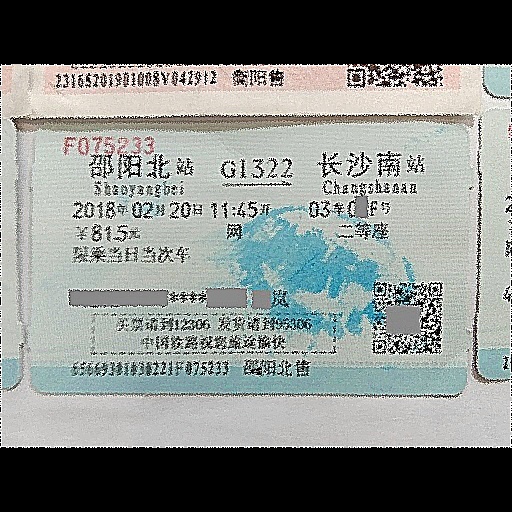 23165201901008V042912 衡阳售
F075233
邵阳北站 G1322 长沙南站
Shaoyangbei Changshanan
2018年02月20日11:45开 03车0 F号
￥81.5元 网 二等座
限乘当日当次车
**** 岚
买票请到12306 发货请到95306
中国铁路祝您旅途愉快
65669301030221F075233 邵阳北售